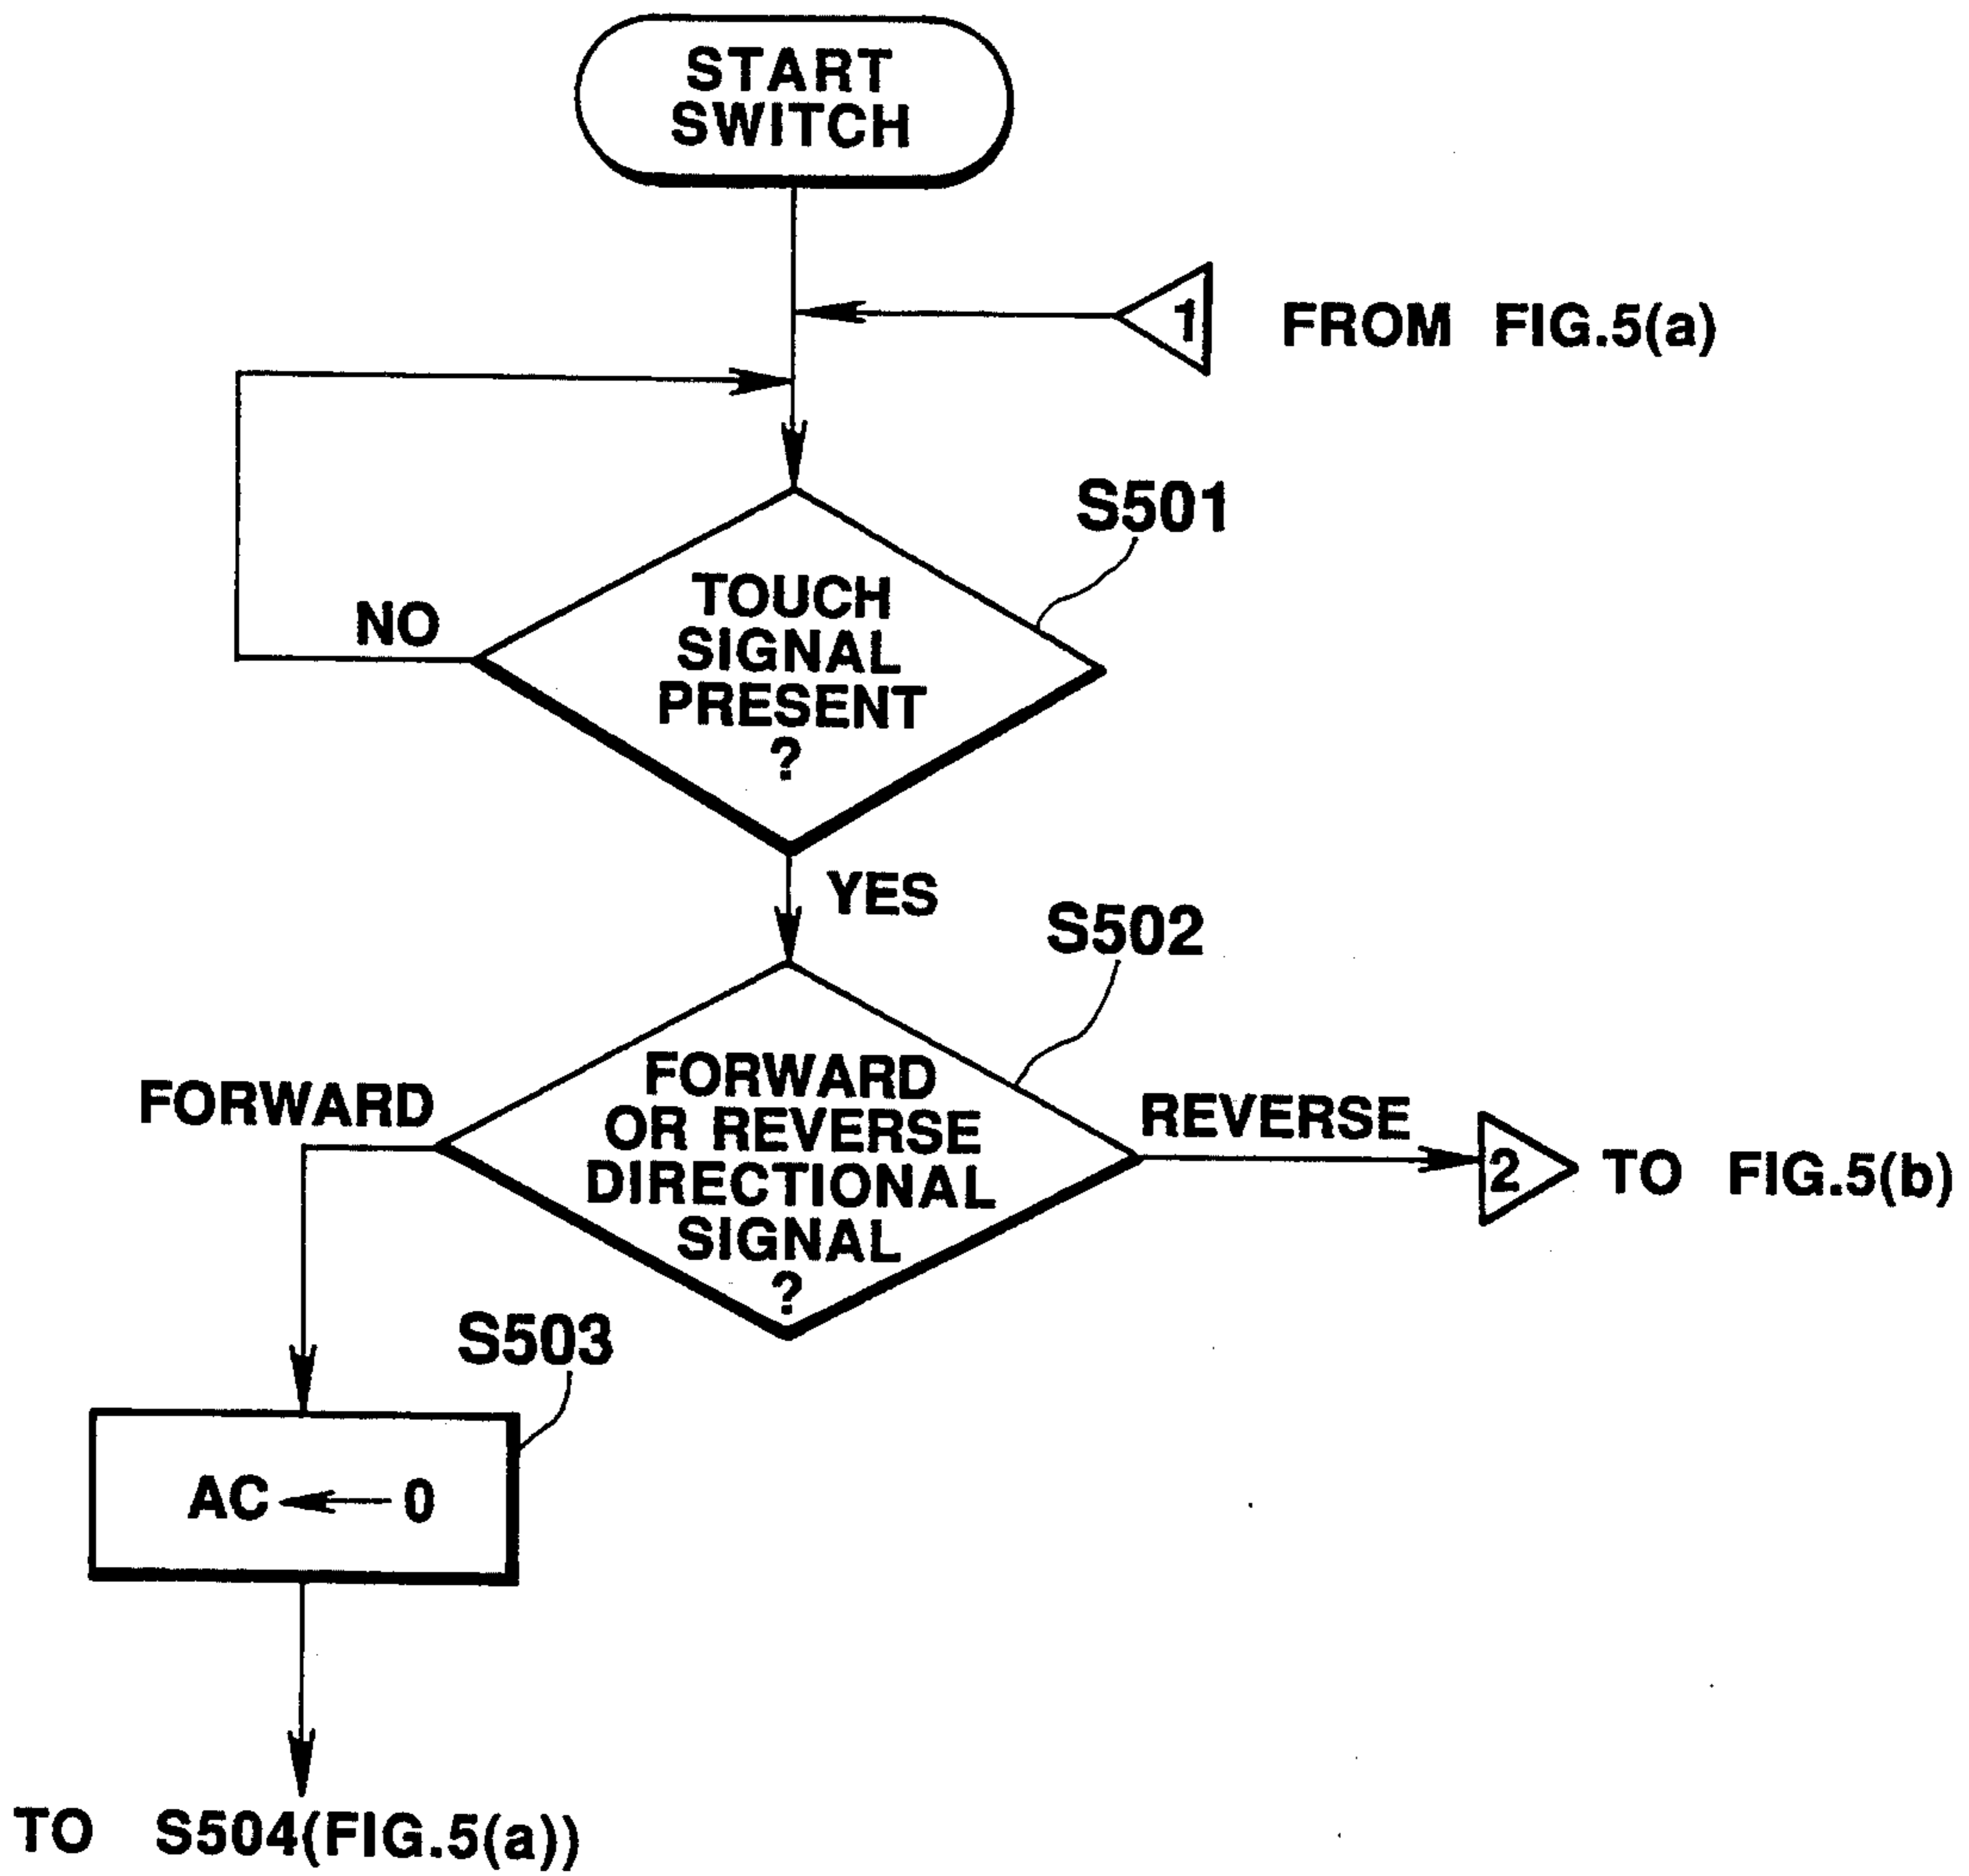 START
SWITCH
1
FROM FIG.5(a)
S501
NO
TOUCH
SIGNAL
PRESENT
?
YES
S502
FORWARD
FORWARD
OR REVERSE
DIRECTIONAL
SIGNAL
?
REVERSE
2
TO FIG.5(b)
S503
AC ← 0
TO S504(FIG.5(a))